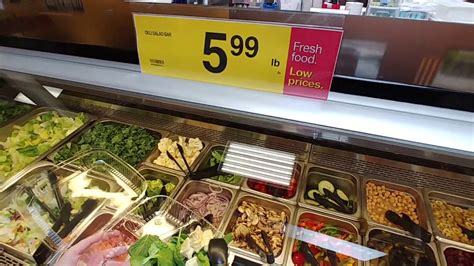 DELI SALAD BAR
5 99 lb
Fresh
food.
Low
prices.